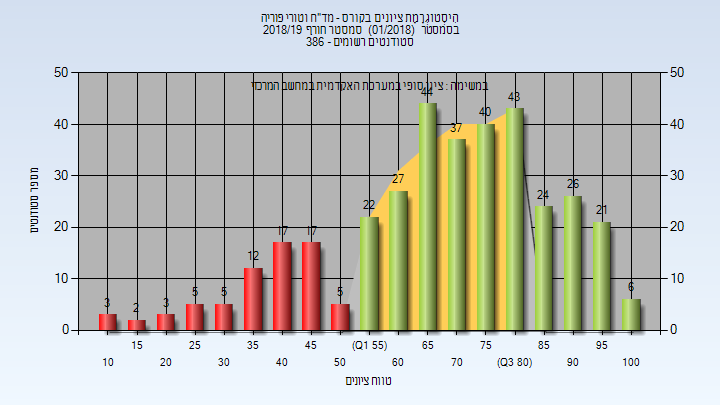 היסטוגרמת ציונים בקורס - מד"ח וטורי פוריה
בסמסטר (01/2018) סמסטר חורף 2018/19
סטודנטים רשומים - 386
במשימה : ציון סופי במערכת האקדמית במחשב המרכזי
50 50
40 40
30 30
20 20
10 10
0 0
3 2 3 5 5 12 17 17 5 22 27 44 37 40 43 24 26 21 6
מספר סטודנטים
15 25 35 45 (Q1 55) 65 75 85 95
10 20 30 40 50 60 70 (Q3 80) 90 100
טווח ציונים